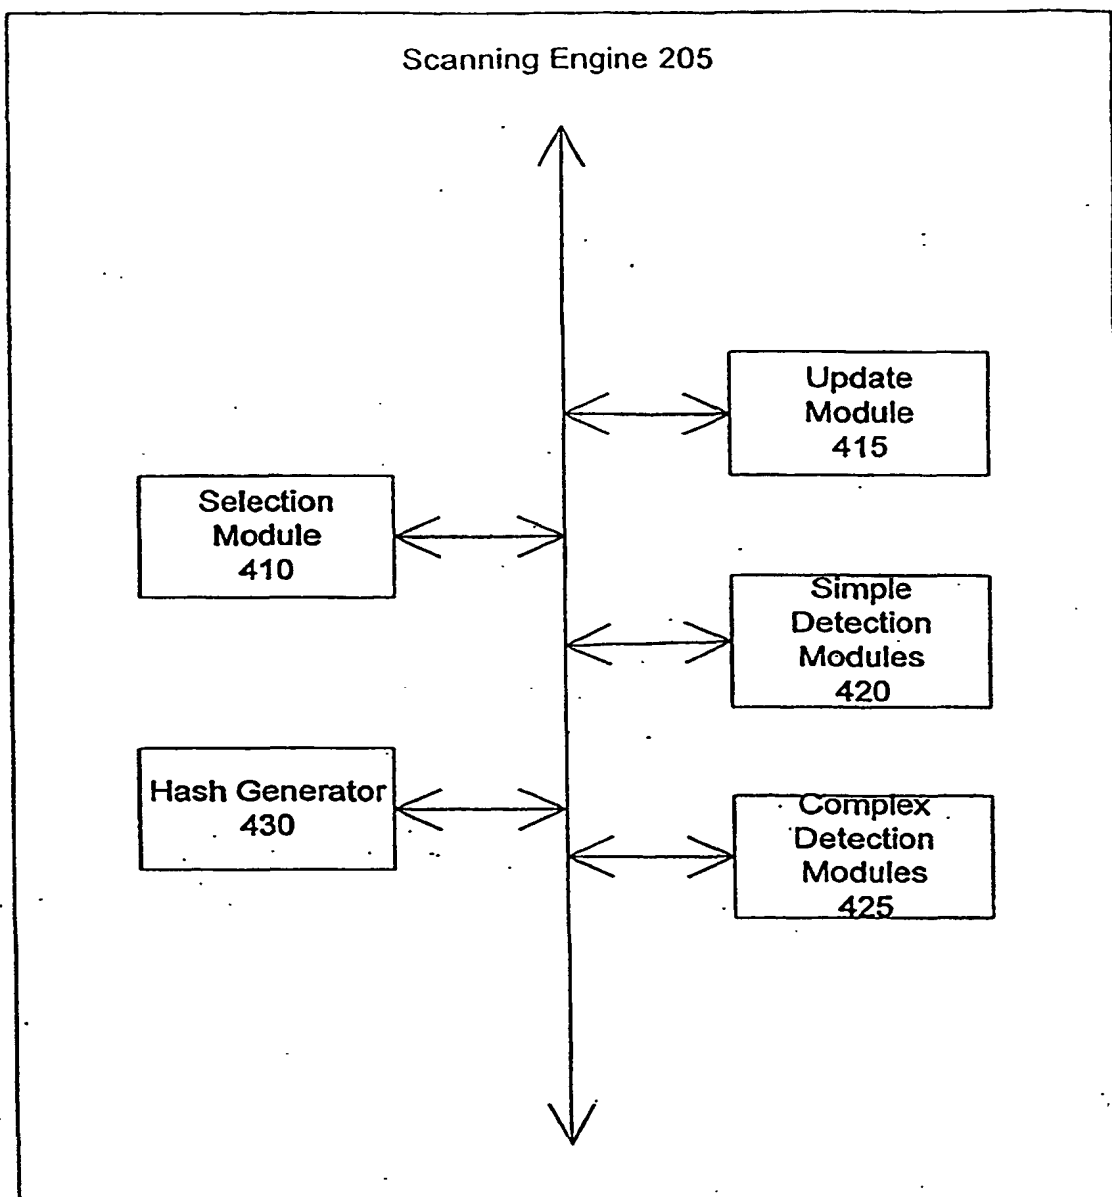 Scanning Engine 205
Update
Module
415
Selection
Module
410
Simple
Detection
Modules
420
Hash Generator
430
Complex
Detection
Modules
425